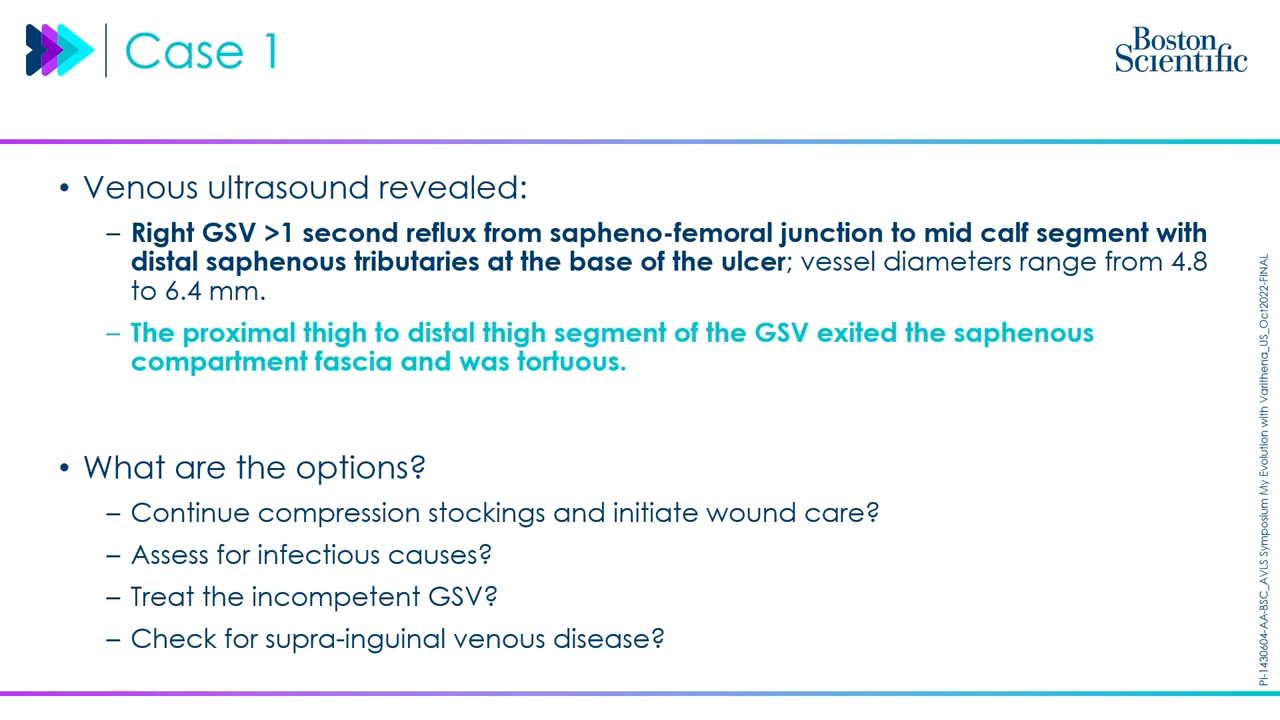 Case 1
Boston
Scientific
• Venous ultrasound revealed:
– Right GSV >1 second reflux from sapheno-femoral junction to mid calf segment with
distal saphenous tributaries at the base of the ulcer; vessel diameters range from 4.8
to 6.4 mm.
– The proximal thigh to distal thigh segment of the GSV exited the saphenous
compartment fascia and was tortuous.
• What are the options?
– Continue compression stockings and initiate wound care?
– Assess for infectious causes?
– Treat the incompetent GSV?
– Check for supra-inguinal venous disease?
PI-1430604-AA-BSC_AVLS Symposium My Evolution with Varithena_US_Oct2022-FINAL